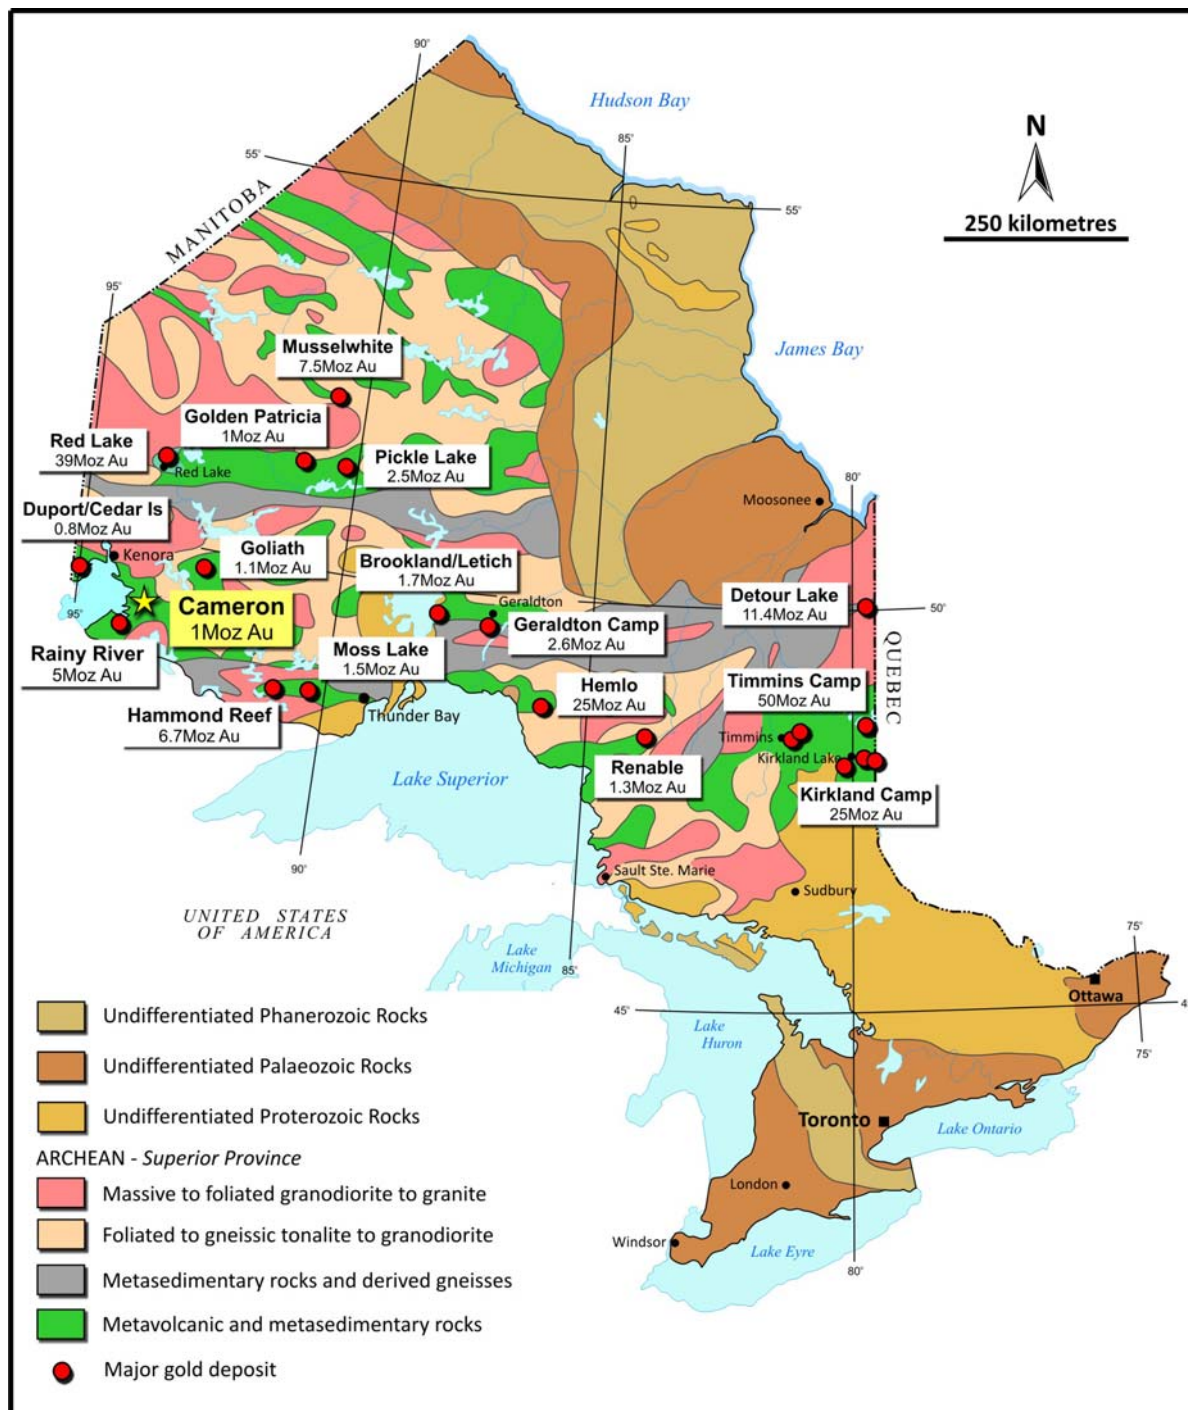 90°
Hudson Bay
N
85°
55°
250 kilometres
MANITOBA
55°
95°
James Bay
Musselwhite
7.5Moz Au
Golden Patricia
1Moz Au
Red Lake
39Moz Au
Red Lake
Pickle Lake
2.5Moz Au
80°
Moosonee
Duport/Cedar Is
0.8Moz Au
Kenora
Goliath
1.1Moz Au
Brookland/Letich
1.7Moz Au
Geraldton
Detour Lake
11.4Moz Au
50°
95°
Cameron
1Moz Au
Geraldton Camp
2.6Moz Au
QUEBEC
Rainy River
5Moz Au
Moss Lake
1.5Moz Au
Hemlo
25Moz Au
Timmins Camp
50Moz Au
Hammond Reef
6.7Moz Au
Thunder Bay
Timmins
Kirkland Lake
Lake Superior
Renable
1.3Moz Au
Kirkland Camp
25Moz Au
90°
Sault Ste. Marie
Sudbury
UNITED STATES
OF AMERICA
Lake
Michigan
85°
75°
Ottawa
45°
Lake
Huron
75°
Undifferentiated Phanerozoic Rocks
Undifferentiated Palaeozoic Rocks
Undifferentiated Proterozoic Rocks
Toronto
Lake Ontario
ARCHEAN - Superior Province
Massive to foliated granodiorite to granite
London
Foliated to gneissic tonalite to granodiorite
Windsor
Lake Eyre
80°
Metasedimentary rocks and derived gneisses
Metavolcanic and metasedimentary rocks
Major gold deposit